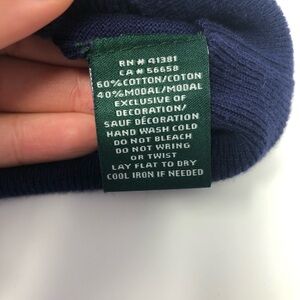 RN # 41381
CA # 56658
60% COTTON/COTON
40% MODAL/MODAL
EXCLUSIVE OF
DECORATION/
SAUF DÉCORATION
HAND WASH COLD
DO NOT BLEACH
DO NOT WRING
OR TWIST
LAY FLAT TO DRY
COOL IRON IF NEEDED